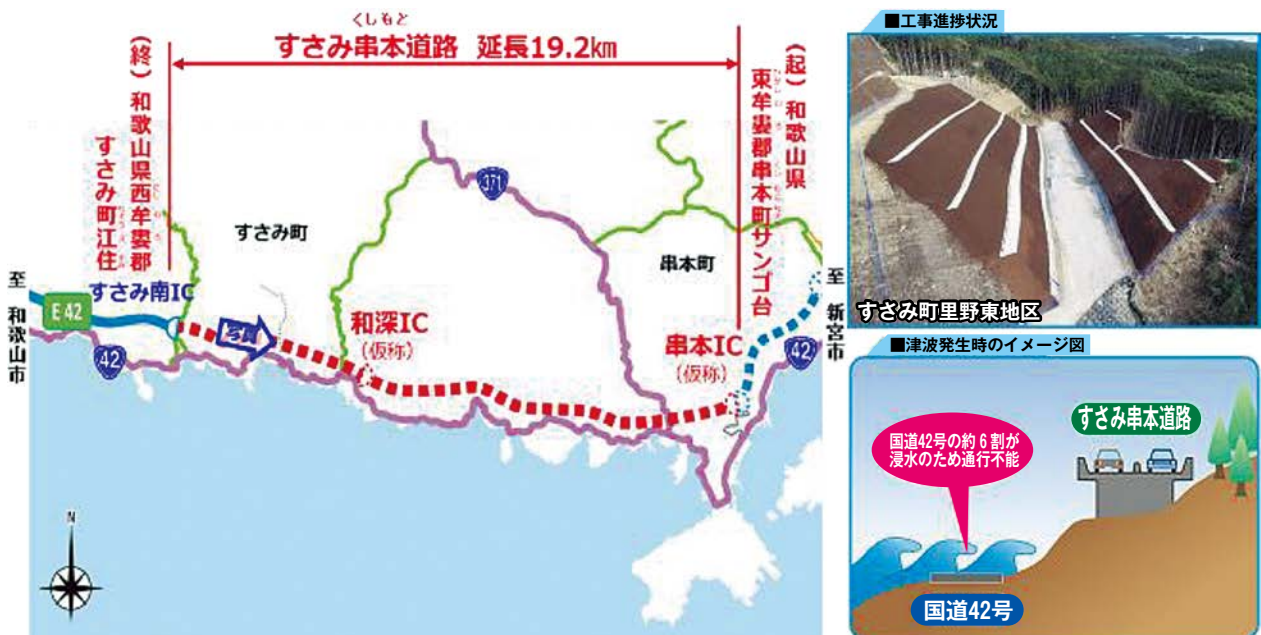 くしもと
すさみ串本道路 延長19.2km
(終)和歌山県西牟婁郡
すさみ町江住
(起)和歌山県
東牟婁郡串本町サンゴ台
371
すさみ町
串本町
至 和歌山市
すさみ南IC
E 42
42
写真
和深IC
(仮称)
串本IC
(仮称)
42
至 新宮市
N
■工事進捗状況
すさみ町里野東地区
■津波発生時のイメージ図
すさみ串本道路
国道42号の約6割が
浸水のため通行不能
国道42号